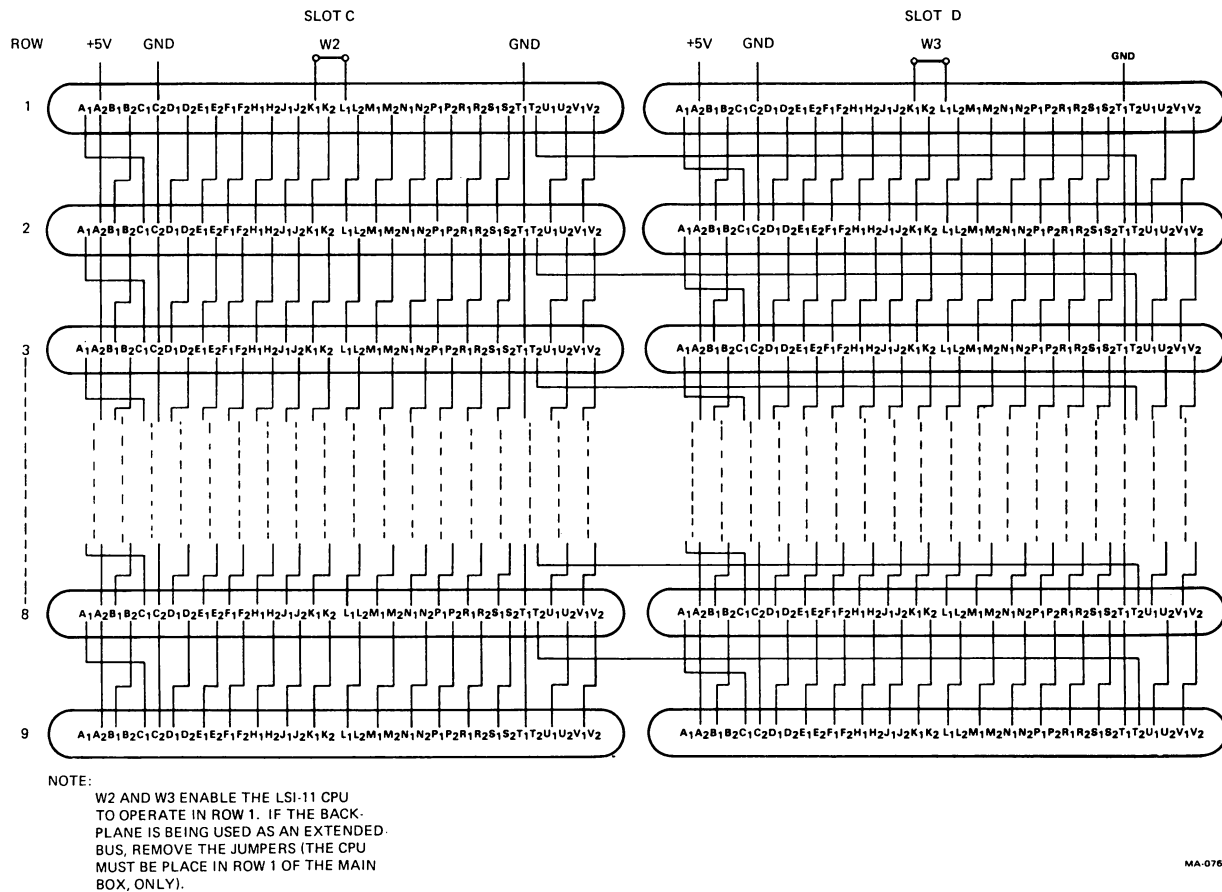 SLOT C SLOT D
ROW +5V GND W2 GND +5V GND W3 GND
1 A1A2B1B2C1C2D1D2E1E2F1F2H1H2J1J2K1K2 L1L2M1M2N1N2P1P2R1R2S1S2T1T2U1U2V1V2 A1A2B1B2C1C2D1D2E1E2F1F2H1H2J1J2K1K2 L1L2M1M2N1N2P1P2R1R2S1S2T1T2U1U2V1V2
2 A1A2B1B2C1C2D1D2E1E2F1F2H1H2J1J2K1K2 L1L2M1M2N1N2P1P2R1R2S1S2T1T2U1U2V1V2 A1A2B1B2C1C2D1D2E1E2F1F2H1H2J1J2K1K2 L1L2M1M2N1N2P1P2R1R2S1S2T1T2U1U2V1V2
3 A1A2B1B2C1C2D1D2E1E2F1F2H1H2J1J2K1K2 L1L2M1M2N1N2P1P2R1R2S1S2T1T2U1U2V1V2 A1A2B1B2C1C2D1D2E1E2F1F2H1H2J1J2K1K2 L1L2M1M2N1N2P1P2R1R2S1S2T1T2U1U2V1V2
8 A1A2B1B2C1C2D1D2E1E2F1F2H1H2J1J2K1K2 L1L2M1M2N1N2P1P2R1R2S1S2T1T2U1U2V1V2 A1A2B1B2C1C2D1D2E1E2F1F2H1H2J1J2K1K2 L1L2M1M2N1N2P1P2R1R2S1S2T1T2U1U2V1V2
9 A1A2B1B2C1C2D1D2E1E2F1F2H1H2J1J2K1K2 L1L2M1M2N1N2P1P2R1R2S1S2T1T2U1U2V1V2 A1A2B1B2C1C2D1D2E1E2F1F2H1H2J1J2K1K2 L1L2M1M2N1N2P1P2R1R2S1S2T1T2U1U2V1V2
NOTE:
W2 AND W3 ENABLE THE LSI-11 CPU
TO OPERATE IN ROW 1. IF THE BACK-
PLANE IS BEING USED AS AN EXTENDED
BUS, REMOVE THE JUMPERS (THE CPU
MUST BE PLACE IN ROW 1 OF THE MAIN
BOX, ONLY).
MA-076